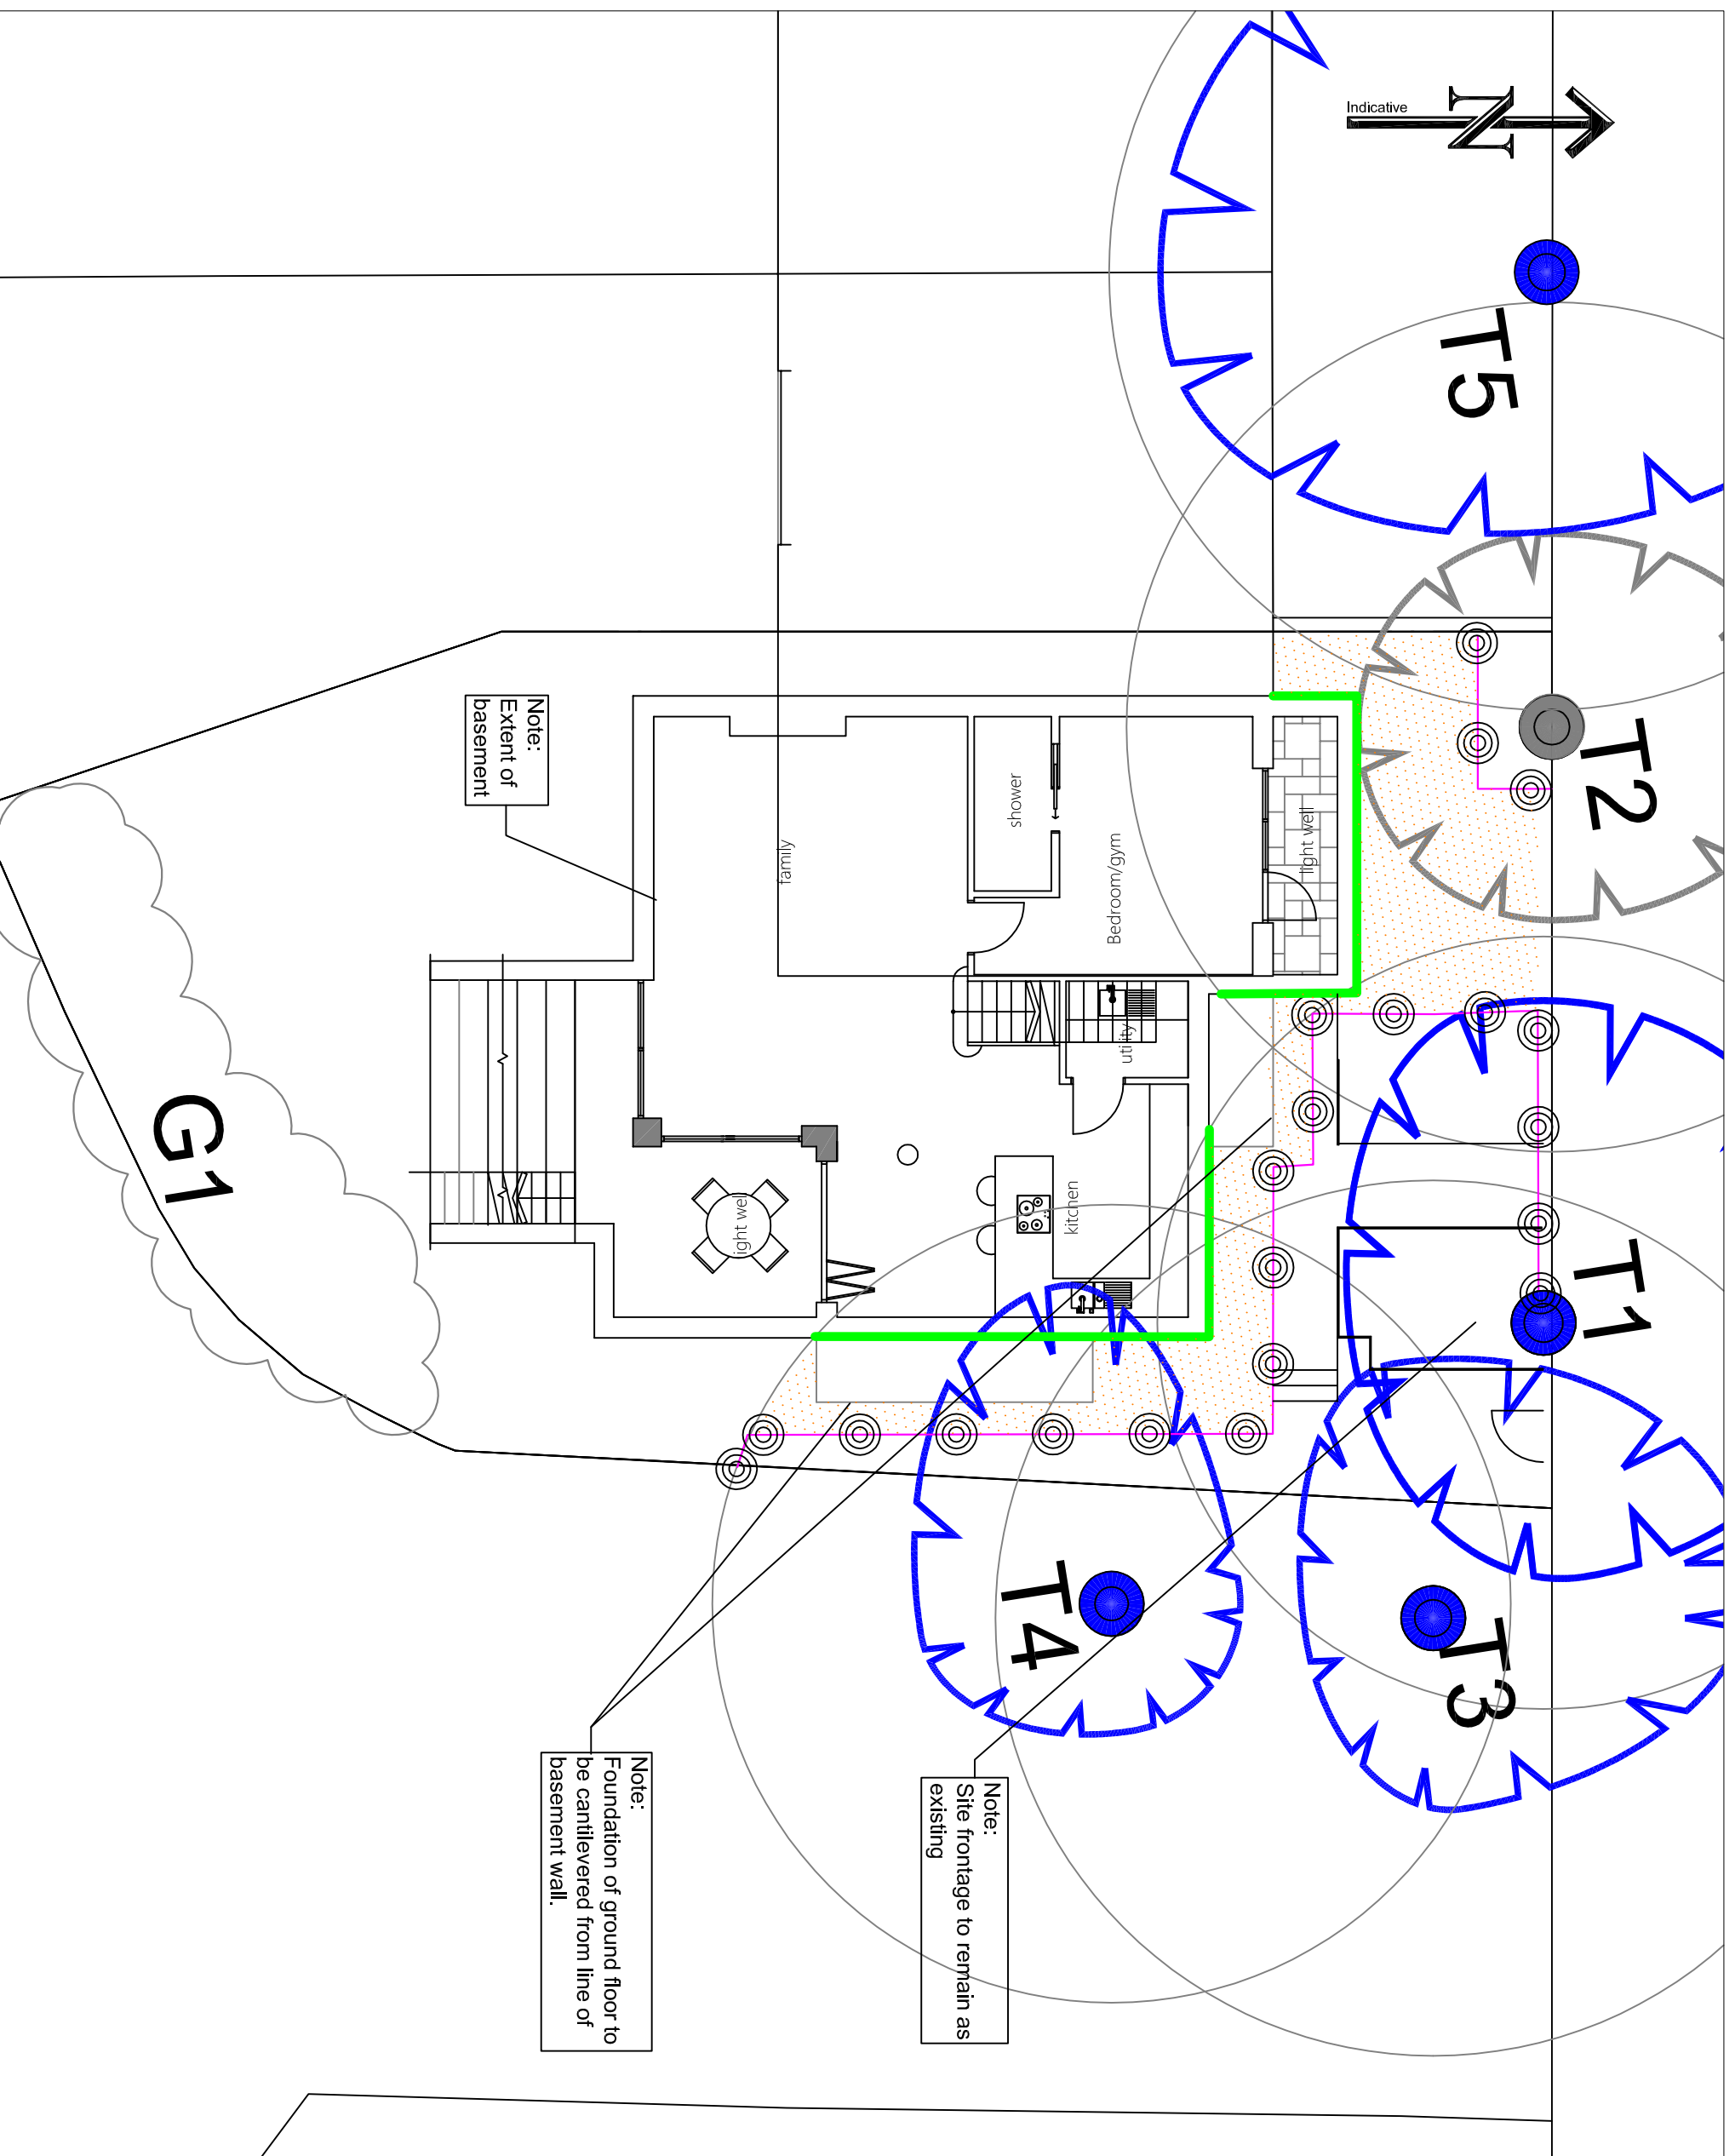 Indicative
N
T5
T2
T1
T3
T4
G1
Note:
Extent of
basement
family
shower
Bedroom/gym
light well
utility
kitchen
ight wel
Note:
Foundation of ground floor to
be cantilevered from line of
basement wall.
Note:
Site frontage to remain as
existing